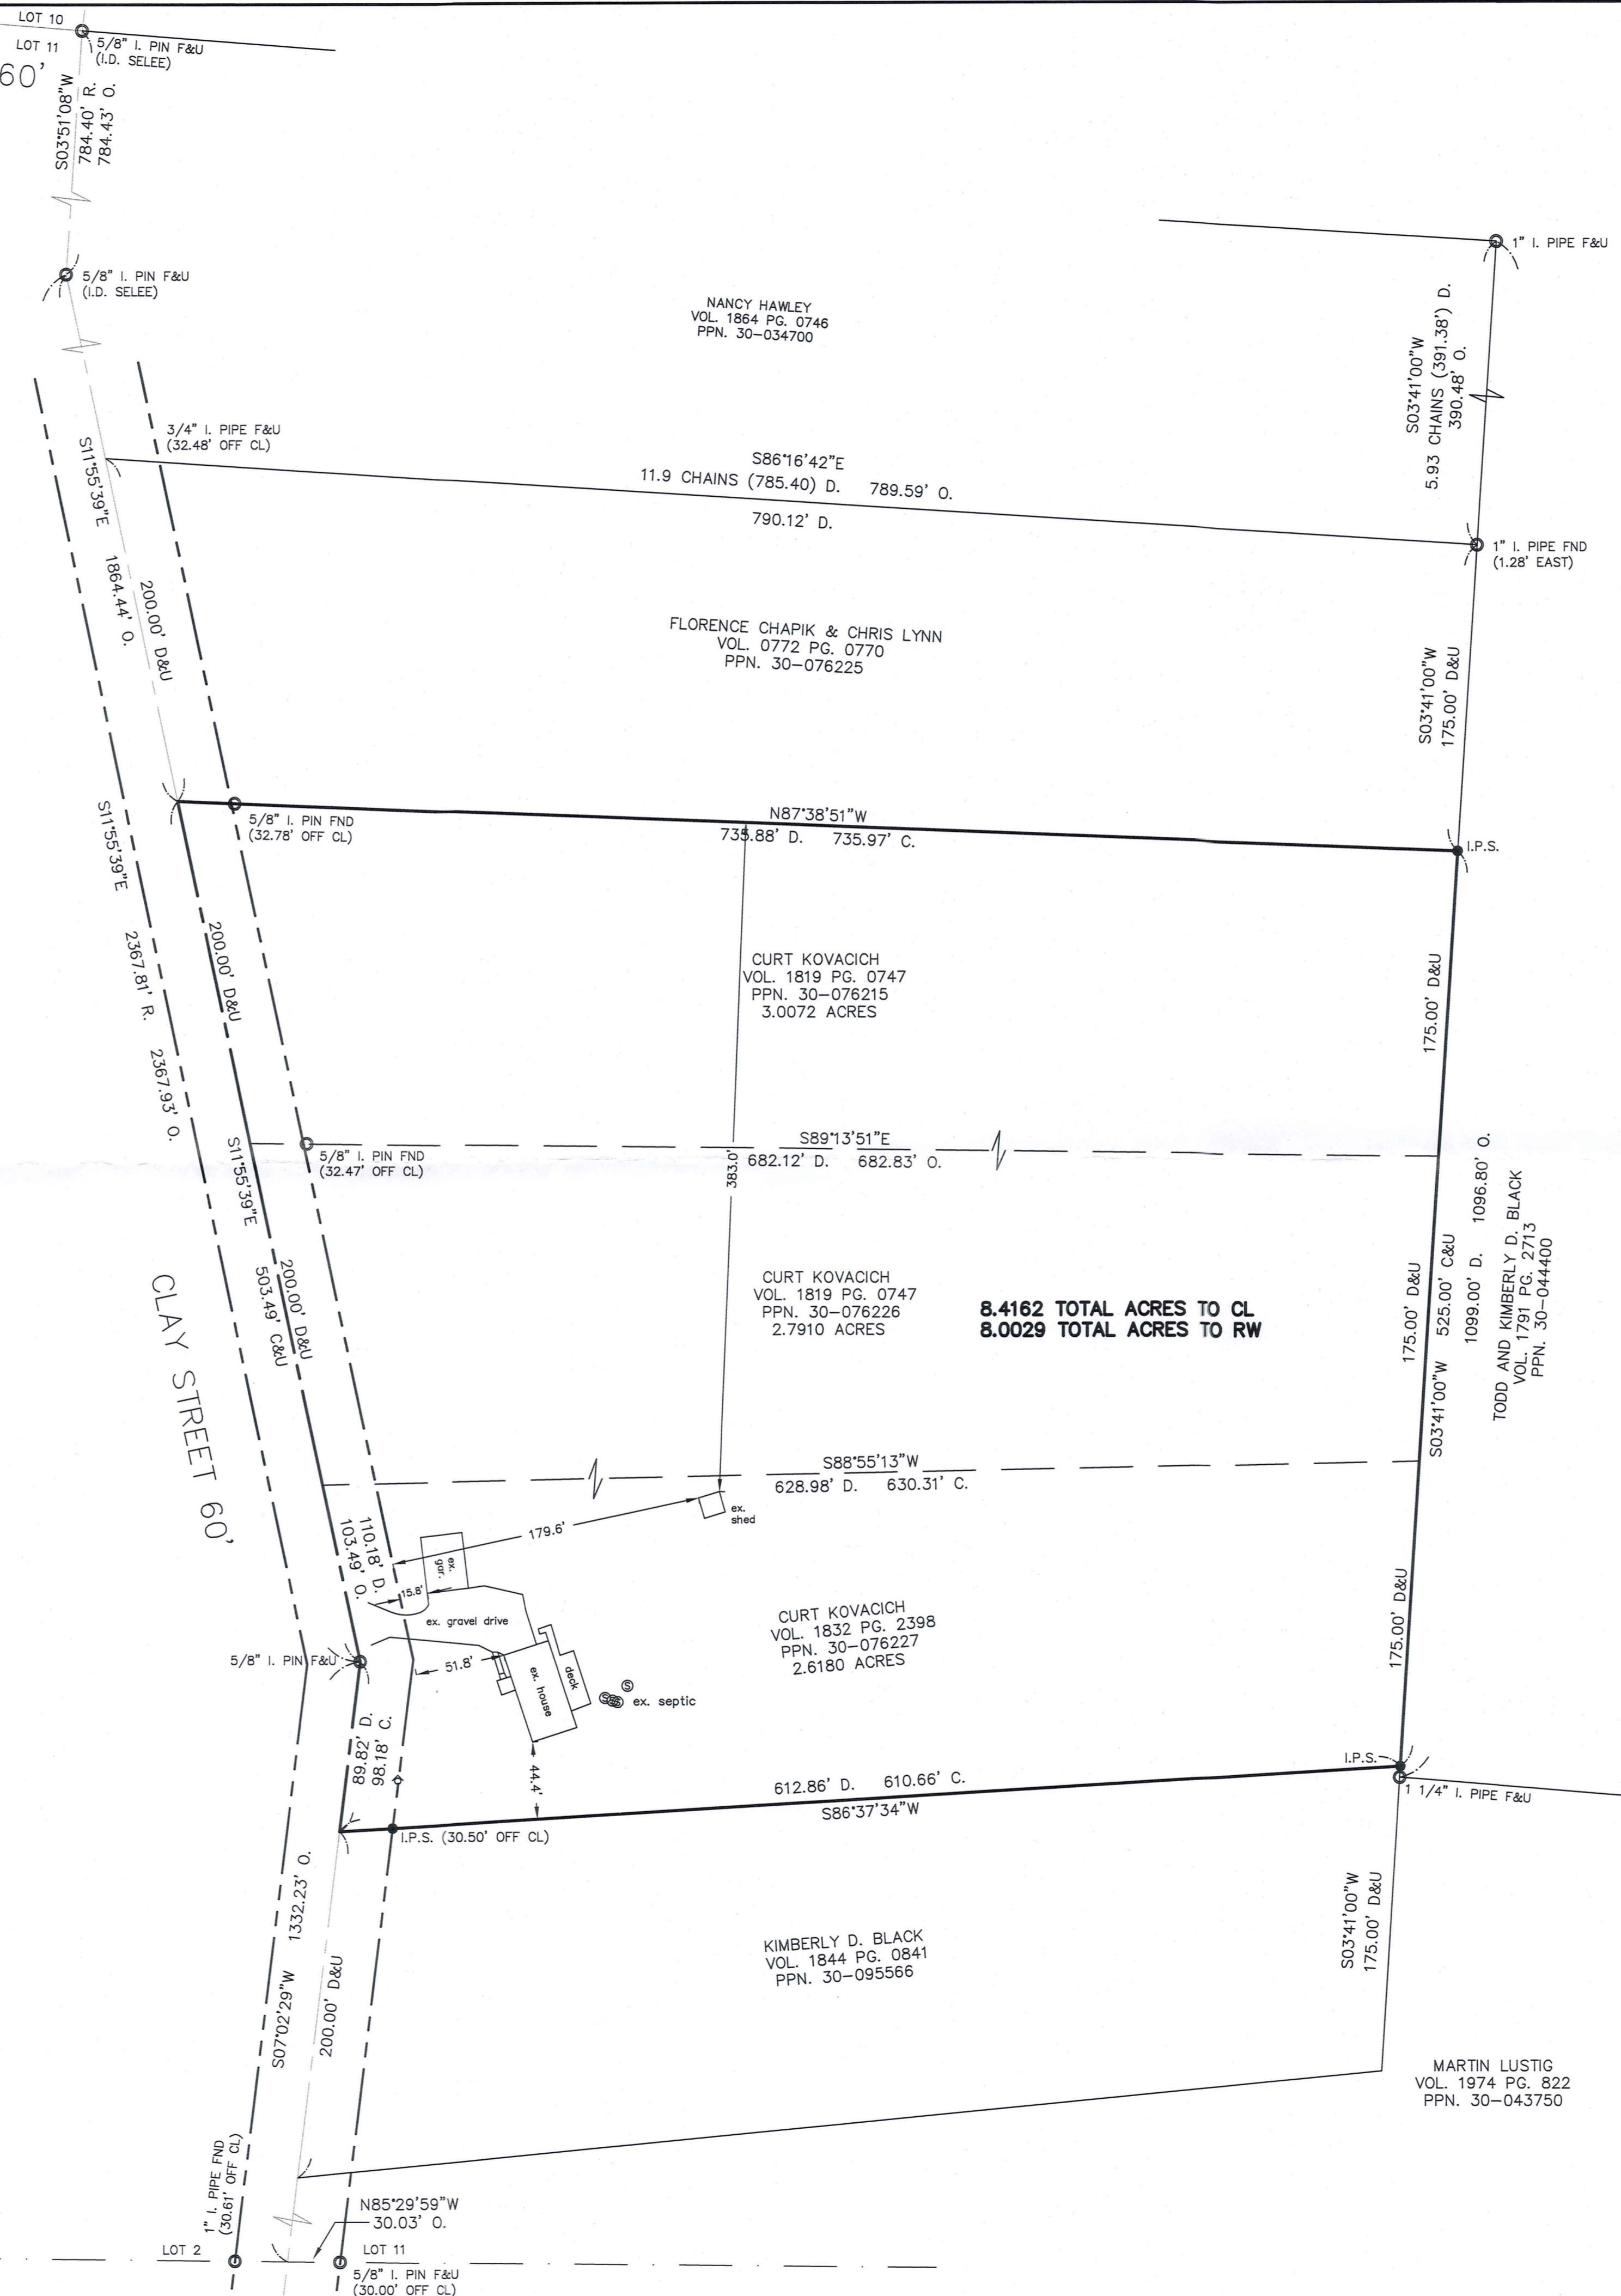 LOT 10
LOT 11
60'
5/8" I. PIN F&U
(I.D. SELEE)
S03°51'08"W
784.40' R.
784.43' O.
5/8" I. PIN F&U
(I.D. SELEE)
1" I. PIPE F&U
NANCY HAWLEY
VOL. 1864 PG. 0746
PPN. 30-034700
S03°41'00"W
5.93 CHAINS (391.38') D.
390.48' O.
3/4" I. PIPE F&U
(32.48' OFF CL)
S86°16'42"E
11.9 CHAINS (785.40) D. 789.59' O.
790.12' D.
1" I. PIPE FND
(1.28' EAST)
S11°55'39"E 1864.44' O.
200.00' D&U
FLORENCE CHAPIK & CHRIS LYNN
VOL. 0772 PG. 0770
PPN. 30-076225
S03°41'00"W
175.00' D&U
5/8" I. PIN FND
(32.78' OFF CL)
N87°38'51"W
735.88' D. 735.97' C.
I.P.S.
S11°55'39"E 2367.81' R. 2367.93' O.
200.00' D&U
CURT KOVACICH
VOL. 1819 PG. 0747
PPN. 30-076215
3.0072 ACRES
175.00' D&U
5/8" I. PIN FND
(32.47' OFF CL)
S89°13'51"E
682.12' D. 682.83' O.
383.0'
S11°55'39"E 503.49' C&U
200.00' D&U
CLAY STREET 60'
CURT KOVACICH
VOL. 1819 PG. 0747
PPN. 30-076226
2.7910 ACRES
8.4162 TOTAL ACRES TO CL
8.0029 TOTAL ACRES TO RW
175.00' D&U
S03°41'00"W 525.00' C&U
1099.00' D. 1096.80' O.
TODD AND KIMBERLY D. BLACK
VOL. 1791 PG. 2713
PPN. 30-044400
S88°55'13"W
628.98' D. 630.31' C.
110.18' D.
103.49' O.
179.6'
ex.
shed
ex.
gar.
15.8'
ex. gravel drive
5/8" I. PIN F&U
51.8'
ex. house
deck
S
S
S
S
ex. septic
CURT KOVACICH
VOL. 1832 PG. 2398
PPN. 30-076227
2.6180 ACRES
175.00' D&U
89.82' D.
98.18' C.
44.4'
I.P.S.
1 1/4" I. PIPE F&U
612.86' D. 610.66' C.
S86°37'34"W
I.P.S. (30.50' OFF CL)
S07°02'29"W 1332.23' O.
200.00' D&U
KIMBERLY D. BLACK
VOL. 1844 PG. 0841
PPN. 30-095566
S03°41'00"W
175.00' D&U
MARTIN LUSTIG
VOL. 1974 PG. 822
PPN. 30-043750
1" I. PIPE FND
(30.61' OFF CL)
N85°29'59"W
30.03' O.
LOT 2
LOT 11
5/8" I. PIN F&U
(30.00' OFF CL)